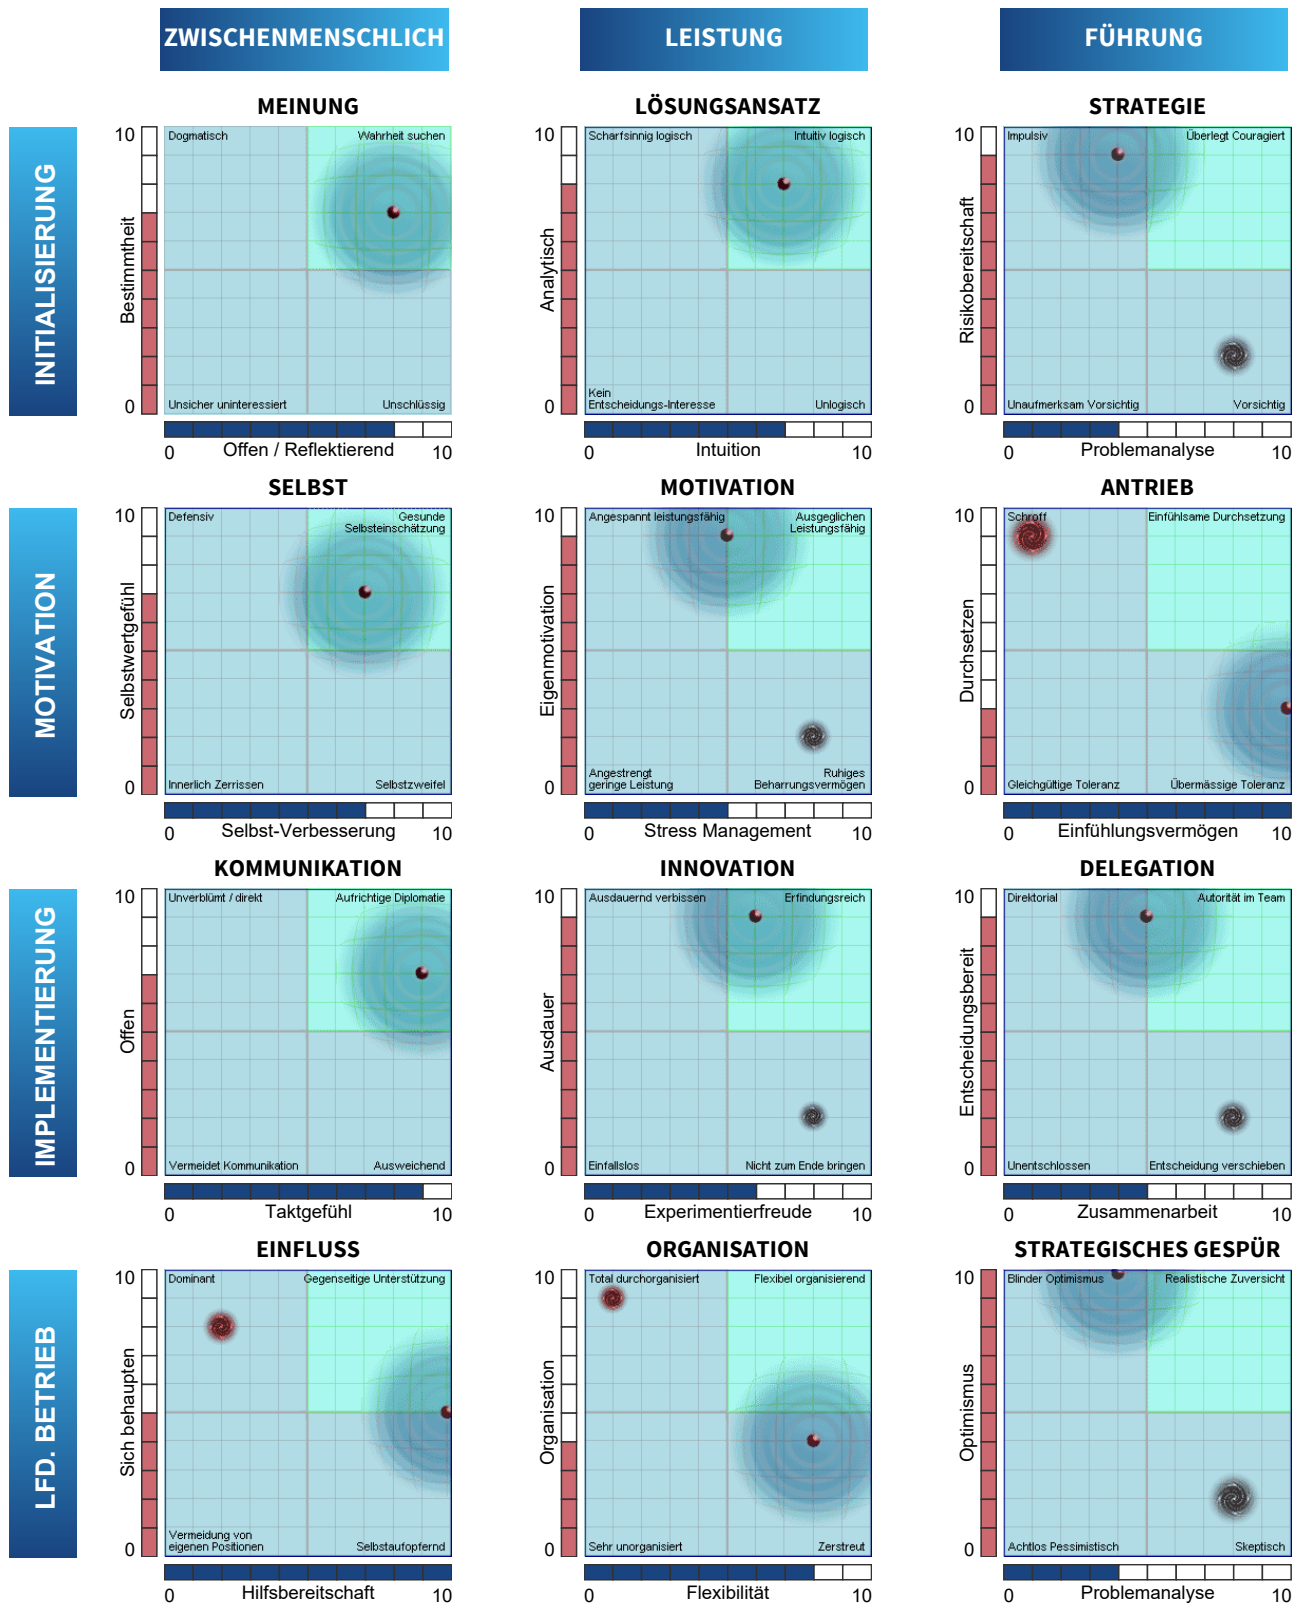 ZWISCHENMENSCHLICH
LEISTUNG
FÜHRUNG
INITIALISIERUNG
MEINUNG
10
Bestimmtheit
0
Dogmatisch
Wahrheit suchen
Unsicher uninteressiert
Unschlüssig
0
Offen / Reflektierend
10
LÖSUNGSANSATZ
10
Analytisch
0
Scharfsinnig logisch
Intuitiv logisch
Kein
Entscheidungs-Interesse
Unlogisch
0
Intuition
10
STRATEGIE
10
Risikobereitschaft
0
Impulsiv
Überlegt Couragiert
Unaufmerksam Vorsichtig
Vorsichtig
0
Problemanalyse
10
MOTIVATION
SELBST
10
Selbstwertgefühl
0
Defensiv
Gesunde
Selbsteinschätzung
Innerlich Zerrissen
Selbstzweifel
0
Selbst-Verbesserung
10
MOTIVATION
10
Eigenmotivation
0
Angespannt leistungsfähig
Ausgeglichen
Leistungsfähig
Angestrengt
geringe Leistung
Ruhiges
Beharrungsvermögen
0
Stress Management
10
ANTRIEB
10
Durchsetzen
0
Schroff
Einfühlsame Durchsetzung
Gleichgültige Toleranz
Übermässige Toleranz
0
Einfühlungsvermögen
10
IMPLEMENTIERUNG
KOMMUNIKATION
10
Offen
0
Unverblümt / direkt
Aufrichtige Diplomatie
Vermeidet Kommunikation
Ausweichend
0
Taktgefühl
10
INNOVATION
10
Ausdauer
0
Ausdauernd verbissen
Erfindungsreich
Einfallslos
Nicht zum Ende bringen
0
Experimentierfreude
10
DELEGATION
10
Entscheidungsbereit
0
Direktorial
Autorität im Team
Unentschlossen
Entscheidung verschieben
0
Zusammenarbeit
10
LFD. BETRIEB
EINFLUSS
10
Sich behaupten
0
Dominant
Gegenseitige Unterstützung
Vermeidung von
eigenen Positionen
Selbstaufopfernd
0
Hilfsbereitschaft
10
ORGANISATION
10
Organisation
0
Total durchorganisiert
Flexibel organisierend
Sehr unorganisiert
Zerstreut
0
Flexibilität
10
STRATEGISCHES GESPÜR
10
Optimismus
0
Blinder Optimismus
Realistische Zuversicht
Achtlos Pessimistisch
Skeptisch
0
Problemanalyse
10